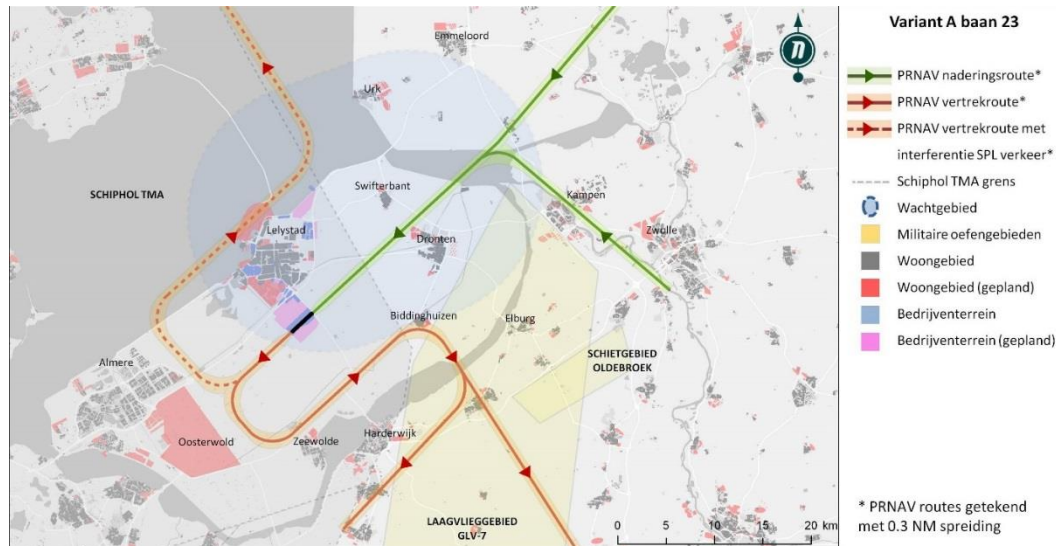 Variant A baan 23
PRNAV naderingsroute*
PRNAV vertrekroute*
PRNAV vertrekroute met
interferentie SPL verkeer*
Schiphol TMA grens
Wachtgebied
Militaire oefengebieden
Woongebied
Woongebied (gepland)
Bedrijventerrein
Bedrijventerrein (gepland)
* PRNAV routes getekend
met 0.3 NM spreiding
Emmeloord
Urk
SCHIPHOL TMA
Swifterbant
Kampen
Lelystad
Dronten
Zwolle
Biddinghuizen
Elburg
SCHIETGEBIED
OLDEBROEK
Almere
Oosterwold
Zeewolde
Harderwijk
LAAGVLIEGGEBIED
GLV-7
0 5 10 15 20 km